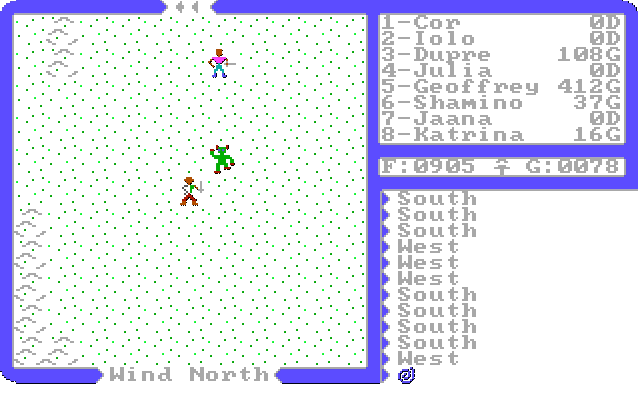 1-Cor 0D
2-Iolo 0D
3-Dupre 108G
4-Julia 0D
5-Geoffrey 412G
6-Shamino 37G
7-Jaana 0D
8-Katrina 16G
F:0905 G:0078
South
South
South
West
West
West
South
South
South
South
West
Wind North